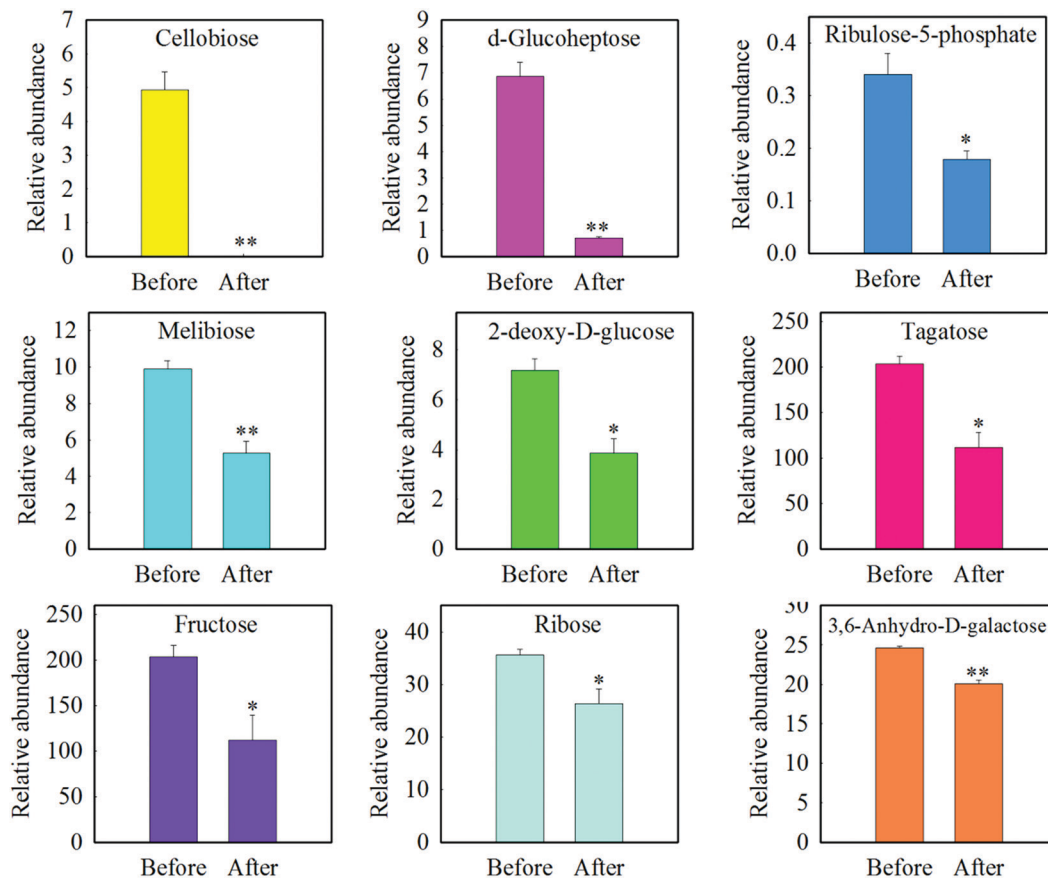 Cellobiose
Relative abundance
7
6
5
4
3
2
1
0
**
Before After
d-Glucoheptose
Relative abundance
9
8
7
6
5
4
3
2
1
0
**
Before After
Ribulose-5-phosphate
Relative abundance
0.4
0.3
0.2
0.1
0.0
*
Before After
Melibiose
Relative abundance
12
10
8
6
4
2
0
**
Before After
2-deoxy-D-glucose
Relative abundance
8
6
4
2
0
*
Before After
Tagatose
Relative abundance
250
200
150
100
50
0
*
Before After
Fructose
Relative abundance
250
200
150
100
50
0
*
Before After
Ribose
Relative abundance
40
30
20
10
0
*
Before After
3,6-Anhydro-D-galactose
Relative abundance
30
25
20
15
10
5
0
**
Before After